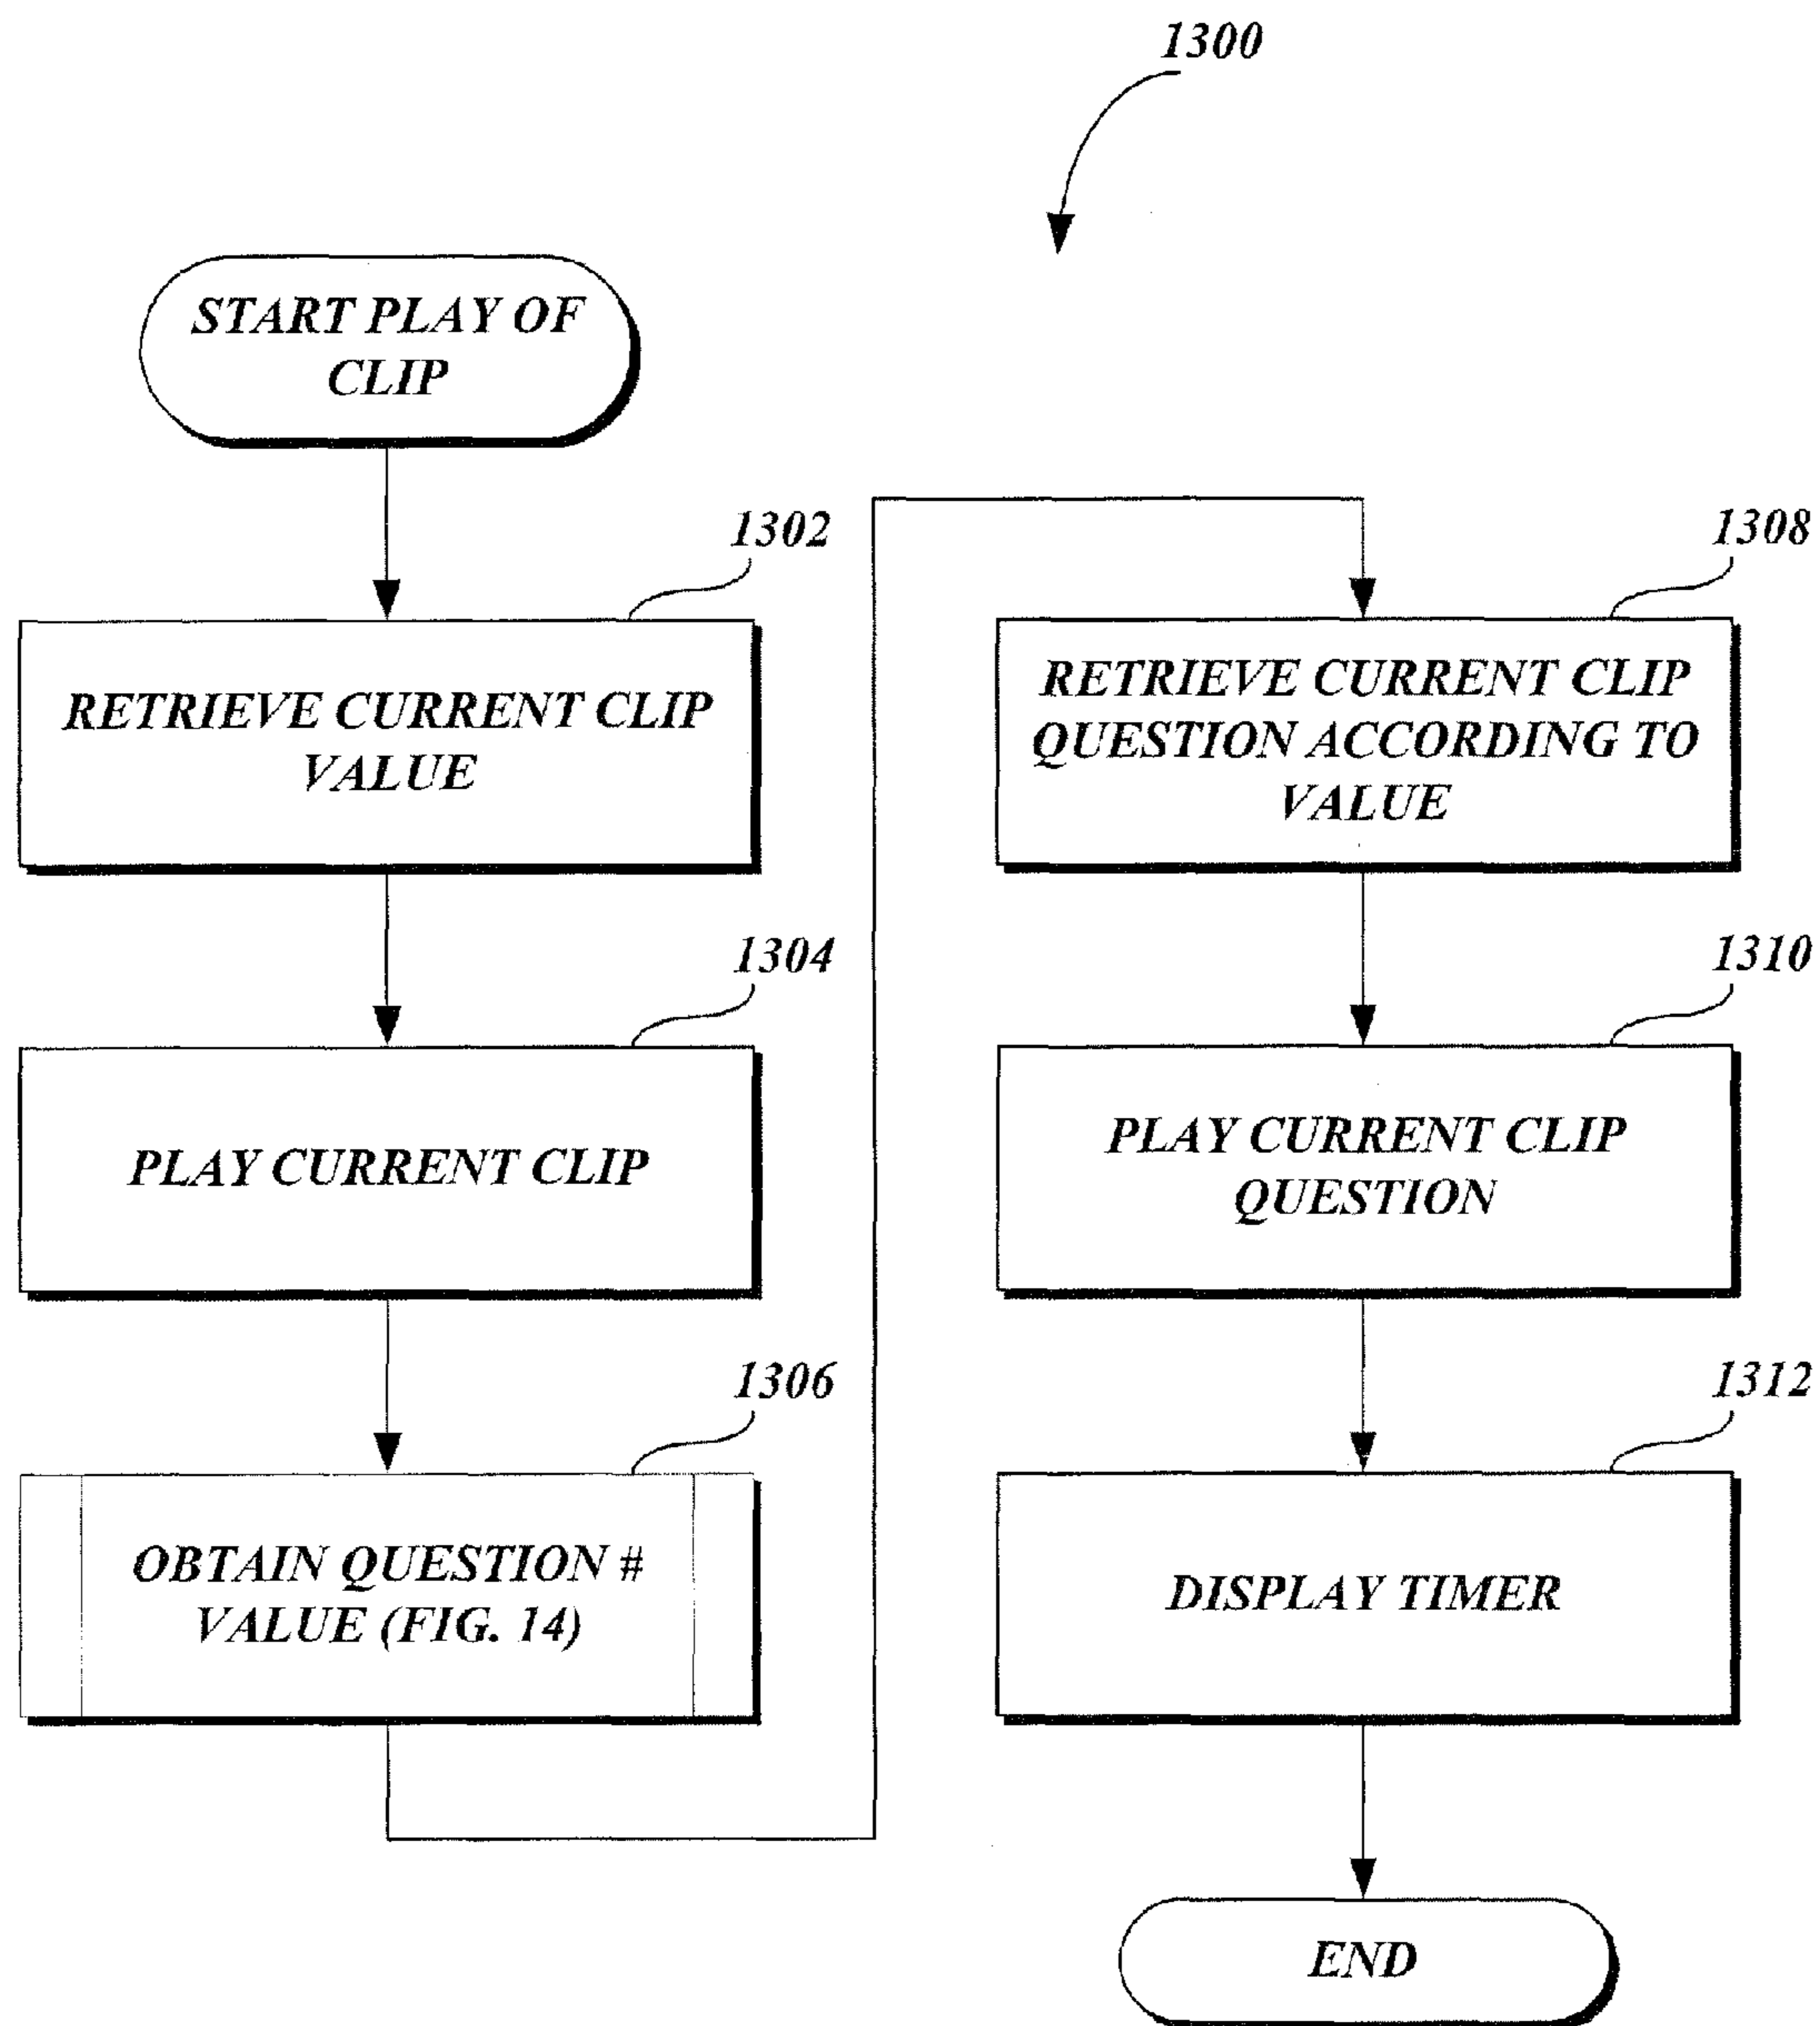 1300
START PLAY OF
CLIP
1302
RETRIEVE CURRENT CLIP
VALUE
1304
PLAY CURRENT CLIP
1306
OBTAIN QUESTION #
VALUE (FIG. 14)
1308
RETRIEVE CURRENT CLIP
QUESTION ACCORDING TO
VALUE
1310
PLAY CURRENT CLIP
QUESTION
1312
DISPLAY TIMER
END